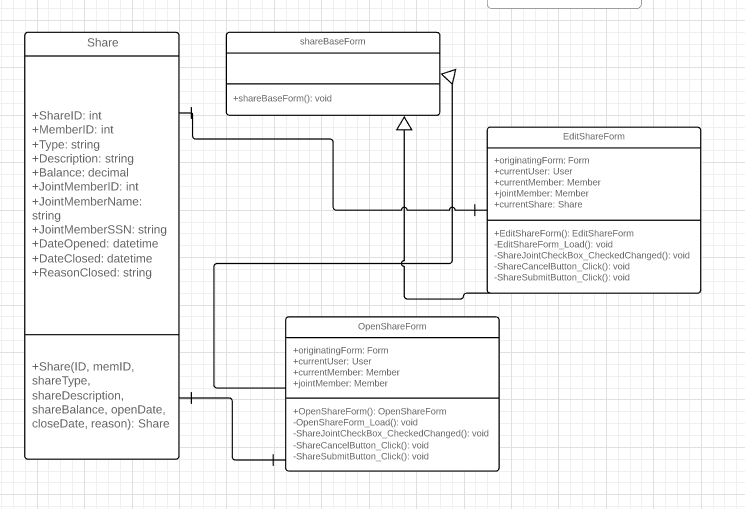 Share
+ShareID: int
+MemberID: int
+Type: string
+Description: string
+Balance: decimal
+JointMemberID: int
+JointMemberName:
string
+JointMemberSSN: string
+DateOpened: datetime
+DateClosed: datetime
+ReasonClosed: string
+Share(ID, memID,
shareType,
shareDescription,
shareBalance, openDate,
closeDate, reason): Share
shareBaseForm
+shareBaseForm(): void
EditShareForm
+originatingForm: Form
+currentUser: User
+currentMember: Member
+jointMember: Member
+currentShare: Share
+EditShareForm(): EditShareForm
-EditShareForm_Load(): void
-ShareJointCheckBox_CheckedChanged(): void
-ShareCancelButton_Click(): void
-ShareSubmitButton_Click(): void
OpenShareForm
+originatingForm: Form
+currentUser: User
+currentMember: Member
+jointMember: Member
+OpenShareForm(): OpenShareForm
-OpenShareForm_Load(): void
-ShareJointCheckBox_CheckedChanged(): void
-ShareCancelButton_Click(): void
-ShareSubmitButton_Click(): void